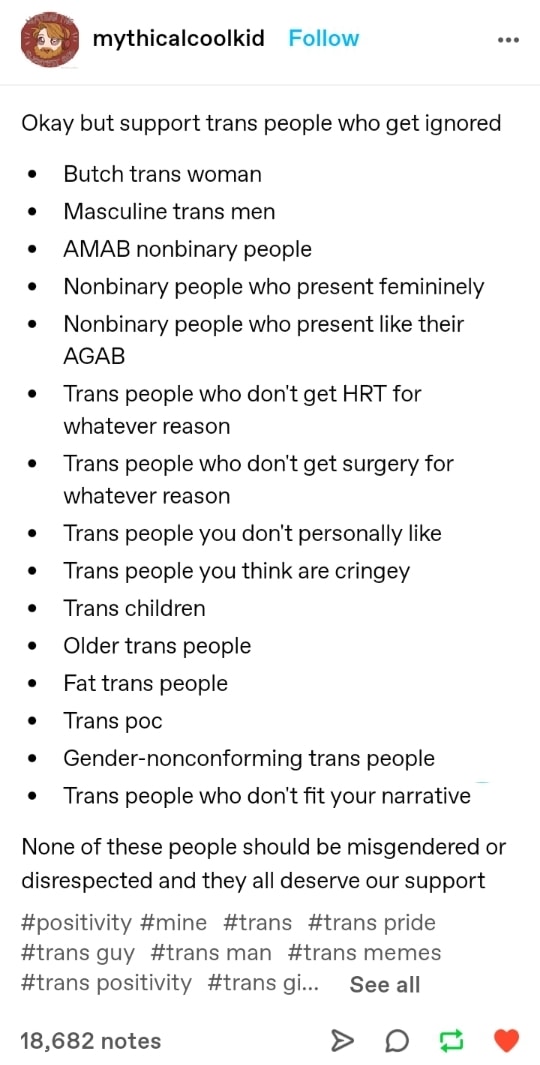 mythicalcoolkid Follow
Okay but support trans people who get ignored
• Butch trans woman
• Masculine trans men
• AMAB nonbinary people
• Nonbinary people who present femininely
• Nonbinary people who present like their
AGAB
• Trans people who don't get HRT for
whatever reason
• Trans people who don't get surgery for
whatever reason
• Trans people you don't personally like
• Trans people you think are cringey
• Trans children
• Older trans people
• Fat trans people
• Trans poc
• Gender-nonconforming trans people
• Trans people who don't fit your narrative
None of these people should be misgendered or
disrespected and they all deserve our support
#positivity #mine #trans #trans pride
#trans guy #trans man #trans memes
#trans positivity #trans gi... See all
18,682 notes